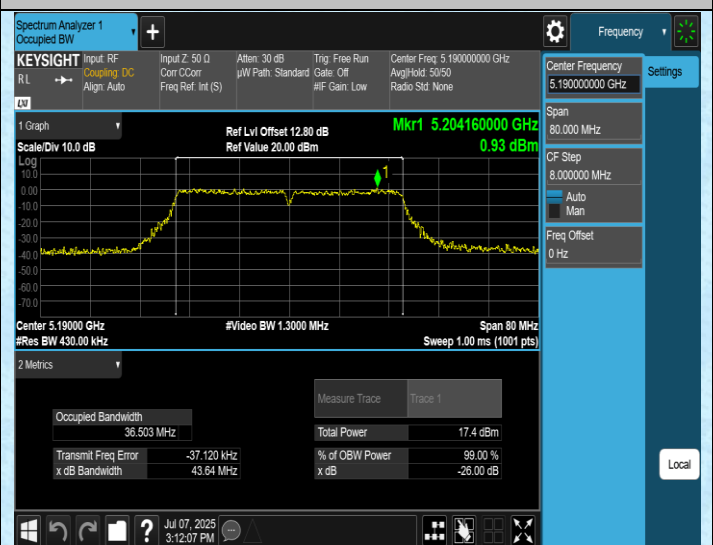 Spectrum Analyzer 1
Occupied BW
+
Frequency
KEYSIGHT
RL
LXI
Input: RF
Coupling: DC
Align: Auto
Input Z: 50 Ω
Corr CCorr
Freq Ref: Int (S)
Atten: 30 dB
µW Path: Standard
Trig: Free Run
Gate: Off
#IF Gain: Low
Center Freq: 5.190000000 GHz
Avg|Hold: 50/50
Radio Std: None
Center Frequency
5.190000000 GHz
Settings
Span
80.000 MHz
CF Step
8.000000 MHz
Auto
Man
Freq Offset
0 Hz
1 Graph
Scale/Div 10.0 dB
Ref Lvl Offset 12.80 dB
Ref Value 20.00 dBm
Mkr1 5.204160000 GHz
0.93 dBm
Log
10.0
0.00
-10.0
-20.0
-30.0
-40.0
-50.0
-60.0
-70.0
1
Center 5.19000 GHz
#Res BW 430.00 kHz
#Video BW 1.3000 MHz
Span 80 MHz
Sweep 1.00 ms (1001 pts)
2 Metrics
Measure Trace
Trace 1
Occupied Bandwidth
36.503 MHz
Total Power
17.4 dBm
Transmit Freq Error
-37.120 kHz
% of OBW Power
99.00 %
x dB Bandwidth
43.64 MHz
x dB
-26.00 dB
Local
?
Jul 07, 2025
3:12:07 PM